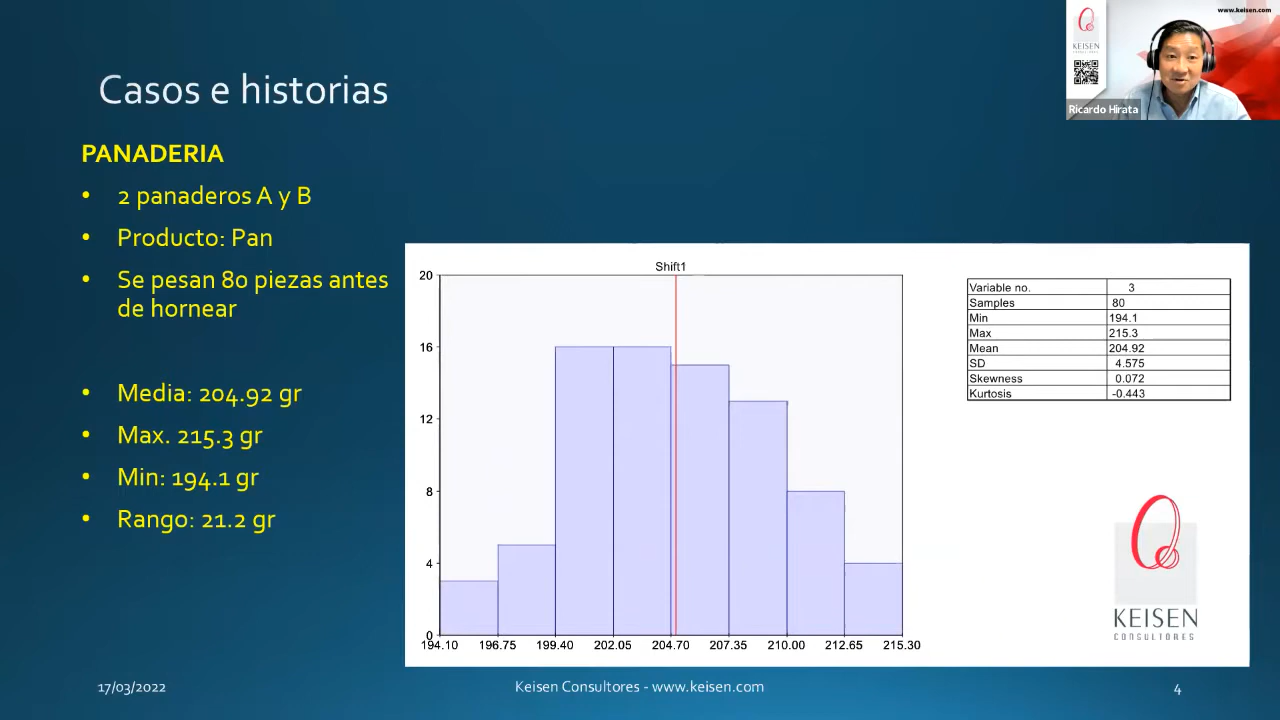 www.keisen.com
KEISEN
Ricardo Hirata
Casos e historias
PANADERIA
• 2 panaderos A y B
• Producto: Pan
• Se pesan 80 piezas antes
de hornear
• Media: 204.92 gr
• Max. 215.3 gr
• Min: 194.1 gr
• Rango: 21.2 gr
Shift1
20
16
12
8
4
0
194.10 196.75 199.40 202.05 204.70 207.35 210.00 212.65 215.30
Variable no. 3
Samples 80
Min 194.1
Max 215.3
Mean 204.92
SD 4.575
Skewness 0.072
Kurtosis -0.443
KEISEN
CONSULTORES
17/03/2022
Keisen Consultores - www.keisen.com
4